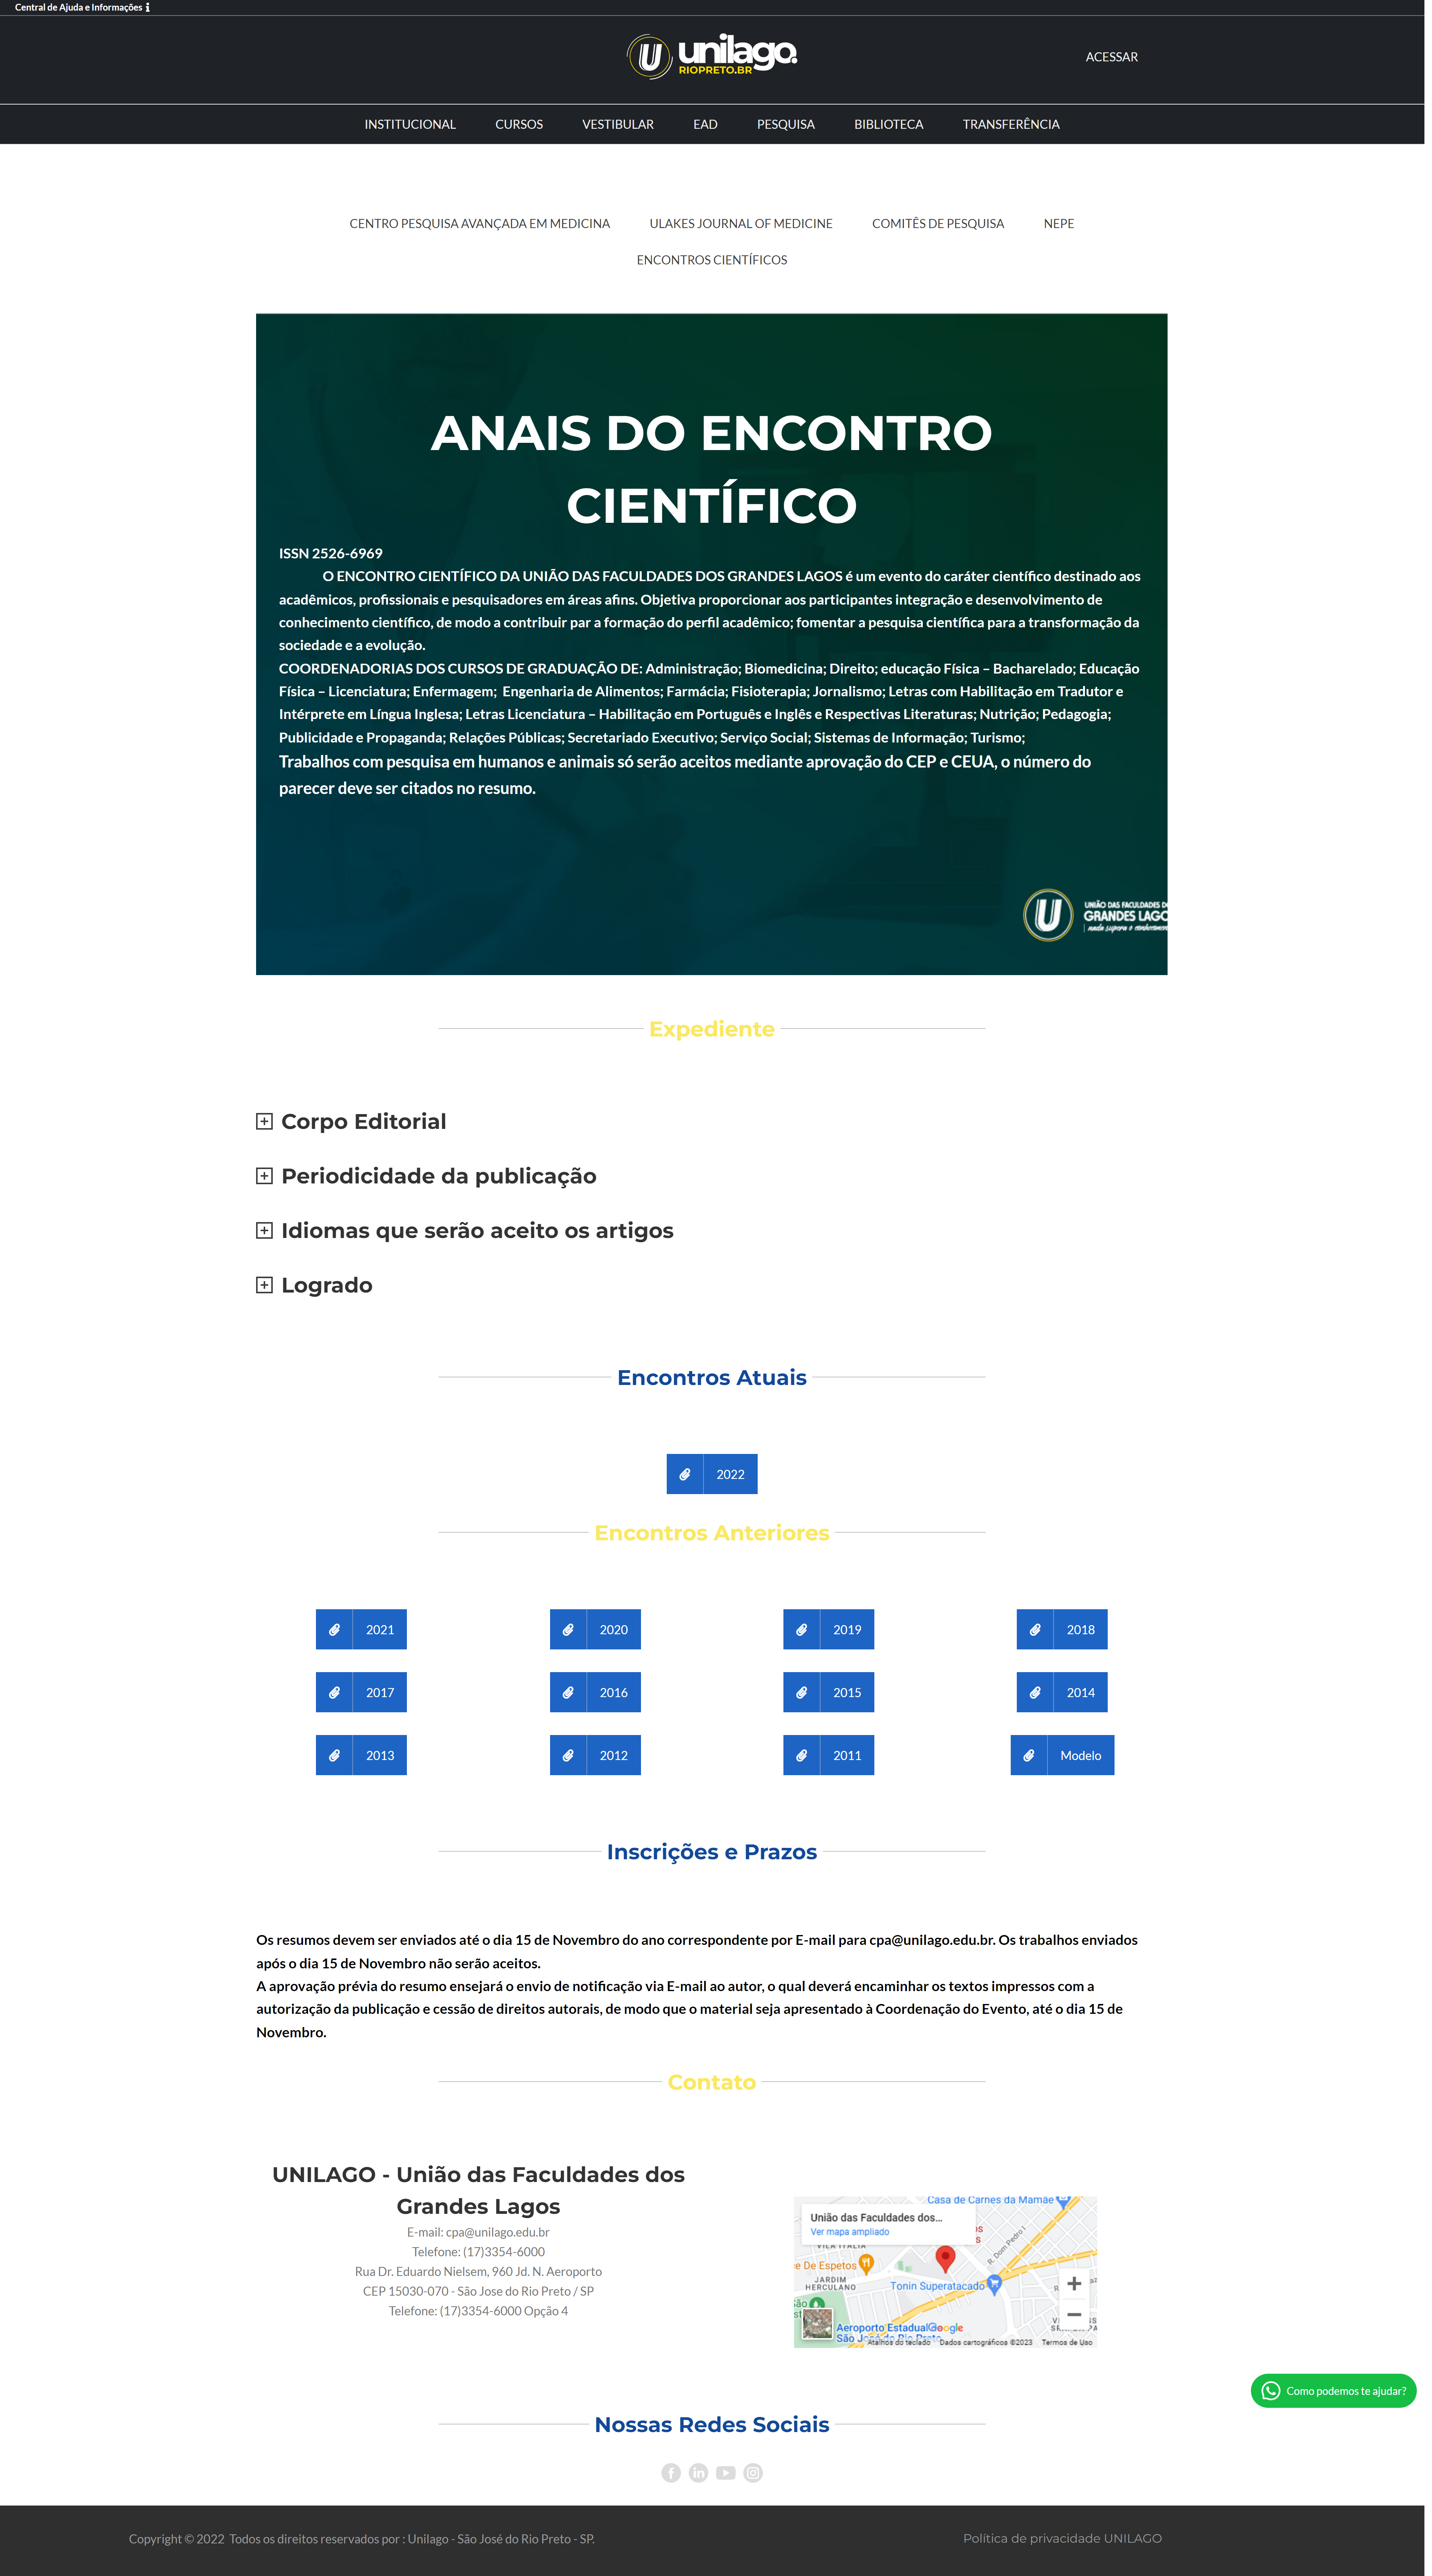 Central de Ajuda e Informações
unilago.
RIOPRETO.BR
ACESSAR
INSTITUCIONAL CURSOS VESTIBULAR EAD PESQUISA BIBLIOTECA TRANSFERÊNCIA
CENTRO PESQUISA AVANÇADA EM MEDICINA ULAKES JOURNAL OF MEDICINE COMITÊS DE PESQUISA NEPE
ENCONTROS CIENTÍFICOS
ANAIS DO ENCONTRO
CIENTÍFICO
ISSN 2526-6969
O ENCONTRO CIENTÍFICO DA UNIÃO DAS FACULDADES DOS GRANDES LAGOS é um evento do caráter científico destinado aos
acadêmicos, profissionais e pesquisadores em áreas afins. Objetiva proporcionar aos participantes integração e desenvolvimento de
conhecimento científico, de modo a contribuir par a formação do perfil acadêmico; fomentar a pesquisa científica para a transformação da
sociedade e a evolução.
COORDENADORIAS DOS CURSOS DE GRADUAÇÃO DE: Administração; Biomedicina; Direito; educação Física – Bacharelado; Educação
Física – Licenciatura; Enfermagem; Engenharia de Alimentos; Farmácia; Fisioterapia; Jornalismo; Letras com Habilitação em Tradutor e
Intérprete em Língua Inglesa; Letras Licenciatura – Habilitação em Português e Inglês e Respectivas Literaturas; Nutrição; Pedagogia;
Publicidade e Propaganda; Relações Públicas; Secretariado Executivo; Serviço Social; Sistemas de Informação; Turismo;
Trabalhos com pesquisa em humanos e animais só serão aceitos mediante aprovação do CEP e CEUA, o número do
parecer deve ser citados no resumo.
UNIÃO DAS FACULDADES
GRANDES LAGO
nada supera o
Expediente
Corpo Editorial
Periodicidade da publicação
Idiomas que serão aceito os artigos
Logrado
Encontros Atuais
2022
Encontros Anteriores
2021 2020 2019 2018
2017 2016 2015 2014
2013 2012 2011 Modelo
Inscrições e Prazos
Os resumos devem ser enviados até o dia 15 de Novembro do ano correspondente por E-mail para cpa@unilago.edu.br. Os trabalhos enviados
após o dia 15 de Novembro não serão aceitos.
A aprovação prévia do resumo ensejará o envio de notificação via E-mail ao autor, o qual deverá encaminhar os textos impressos com a
autorização da publicação e cessão de direitos autorais, de modo que o material seja apresentado à Coordenação do Evento, até o dia 15 de
Novembro.
Contato
UNILAGO - União das Faculdades dos
Grandes Lagos
E-mail: cpa@unilago.edu.br
Telefone: (17)3354-6000
Rua Dr. Eduardo Nielsem, 960 Jd. N. Aeroporto
CEP 15030-070 - São Jose do Rio Preto / SP
Telefone: (17)3354-6000 Opção 4
Casa de Carnes da Mamãe
União das Faculdades dos...
Ver mapa ampliado
VILA ITÁLIA
R. Dom Pedro I
e De Espetos
JARDIM
HERCULANO
Tonin Superatacado
Aeroporto Estadual
Google
São José do Rio Preto
Atalhos do teclado Dados cartográficos ©2023 Termos de Uso
Como podemos te ajudar?
Nossas Redes Sociais
Copyright © 2022 Todos os direitos reservados por : Unilago - São José do Rio Preto - SP.
Política de privacidade UNILAGO